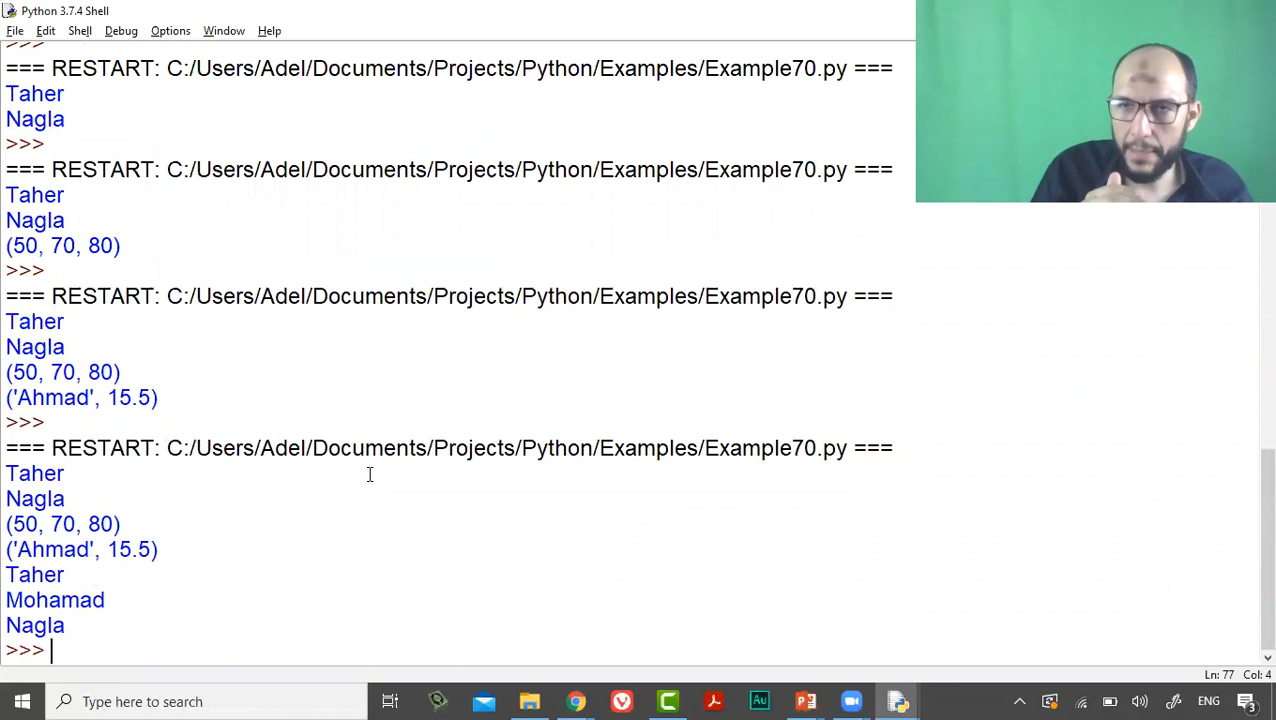 Python 3.7.4 Shell
File Edit Shell Debug Options Window Help
>>>
=== RESTART: C:/Users/Adel/Documents/Projects/Python/Examples/Example70.py ===
Taher
Nagla
>>>
=== RESTART: C:/Users/Adel/Documents/Projects/Python/Examples/Example70.py ===
Taher
Nagla
(50, 70, 80)
>>>
=== RESTART: C:/Users/Adel/Documents/Projects/Python/Examples/Example70.py ===
Taher
Nagla
(50, 70, 80)
('Ahmad', 15.5)
>>>
=== RESTART: C:/Users/Adel/Documents/Projects/Python/Examples/Example70.py ===
Taher
Nagla
(50, 70, 80)
('Ahmad', 15.5)
Taher
Mohamad
Nagla
>>>
Ln: 77 Col: 4
Type here to search Au ENG 3